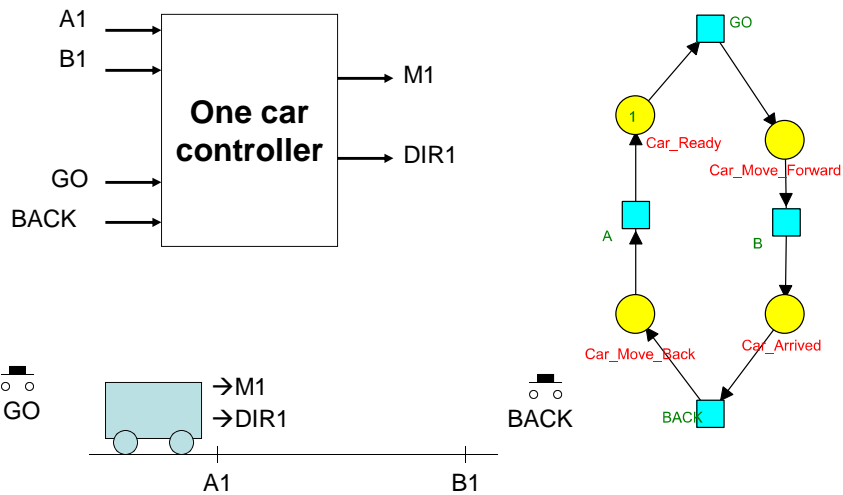 A1
B1
GO
BACK
One car
controller
M1
DIR1
GO
1
Car_Ready
Car_Move_Forward
A
B
Car_Move_Back
Car_Arrived
BACK
GO
→M1
→DIR1
BACK
A1
B1